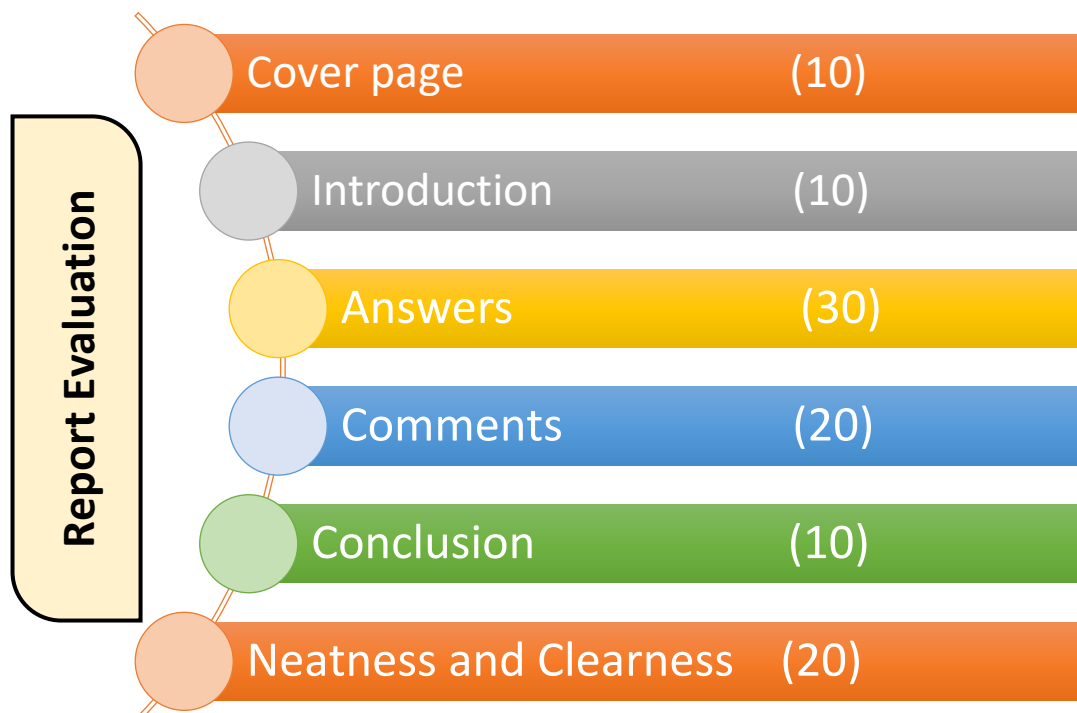 Report Evaluation
Cover page (10)
Introduction (10)
Answers (30)
Comments (20)
Conclusion (10)
Neatness and Clearness (20)